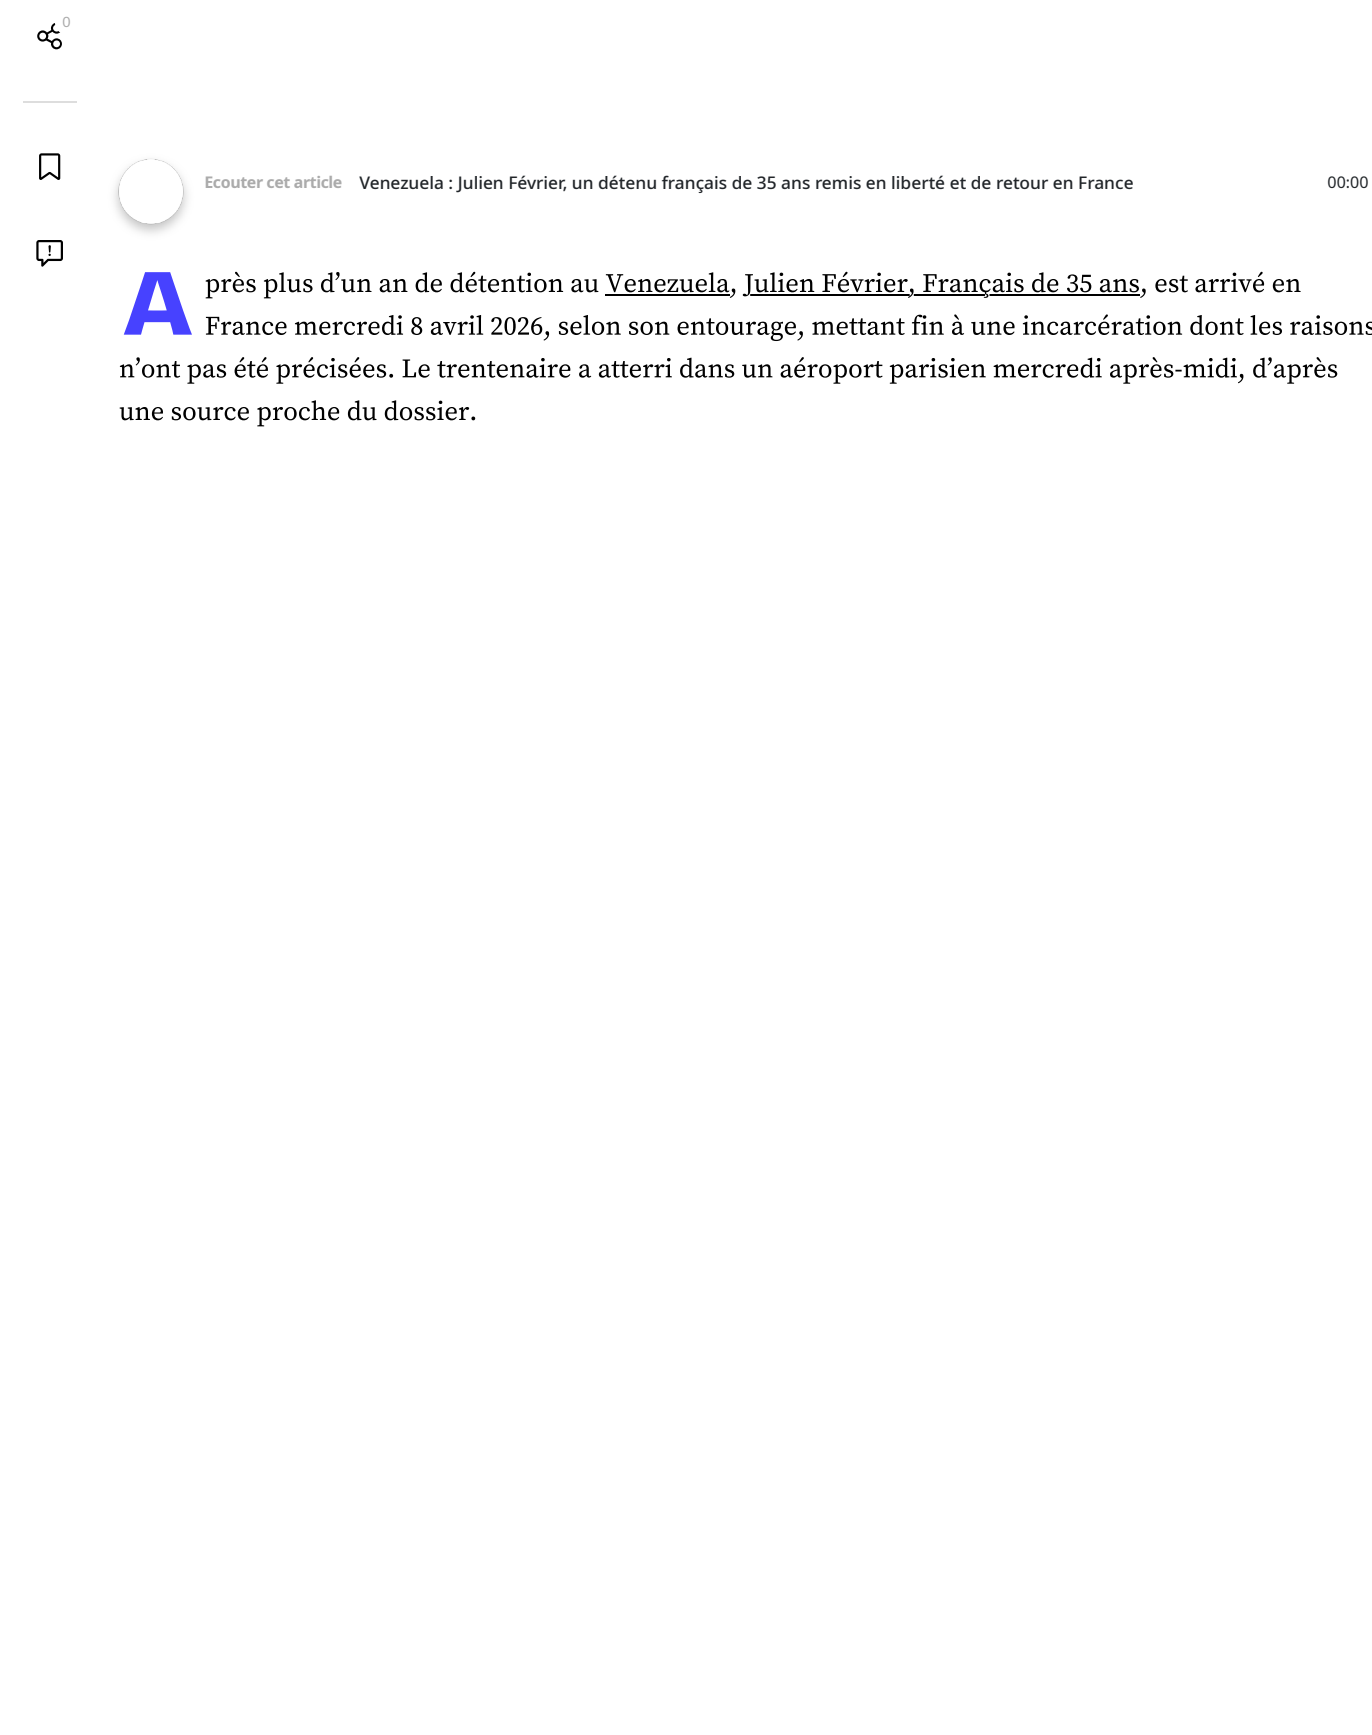 0
Ecouter cet article Venezuela : Julien Février, un détenu français de 35 ans remis en liberté et de retour en France 00:00
Après plus d’un an de détention au Venezuela, Julien Février, Français de 35 ans, est arrivé en
France mercredi 8 avril 2026, selon son entourage, mettant fin à une incarcération dont les raisons
n’ont pas été précisées. Le trentenaire a atterri dans un aéroport parisien mercredi après-midi, d’après
une source proche du dossier.